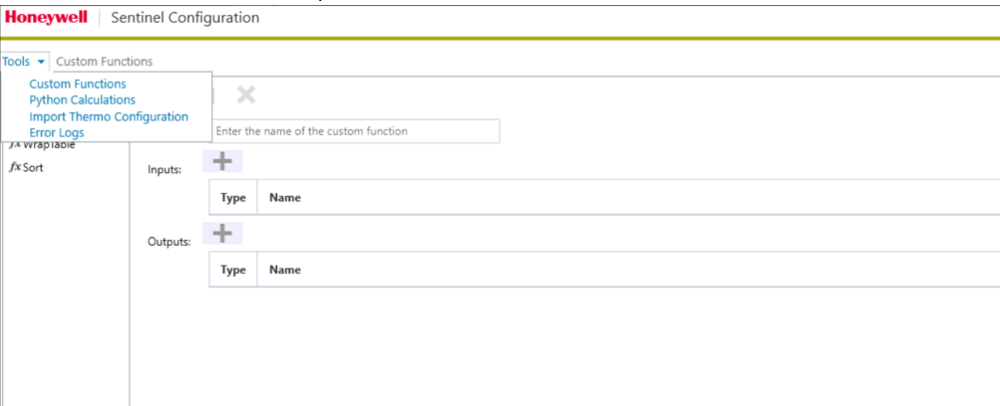 Honeywell Sentinel Configuration
Tools Custom Functions
Custom Functions
Python Calculations
Import Thermo Configuration
Error Logs
Enter the name of the custom function
fx WrapTable
fx Sort
Inputs:
Type Name
Outputs:
Type Name